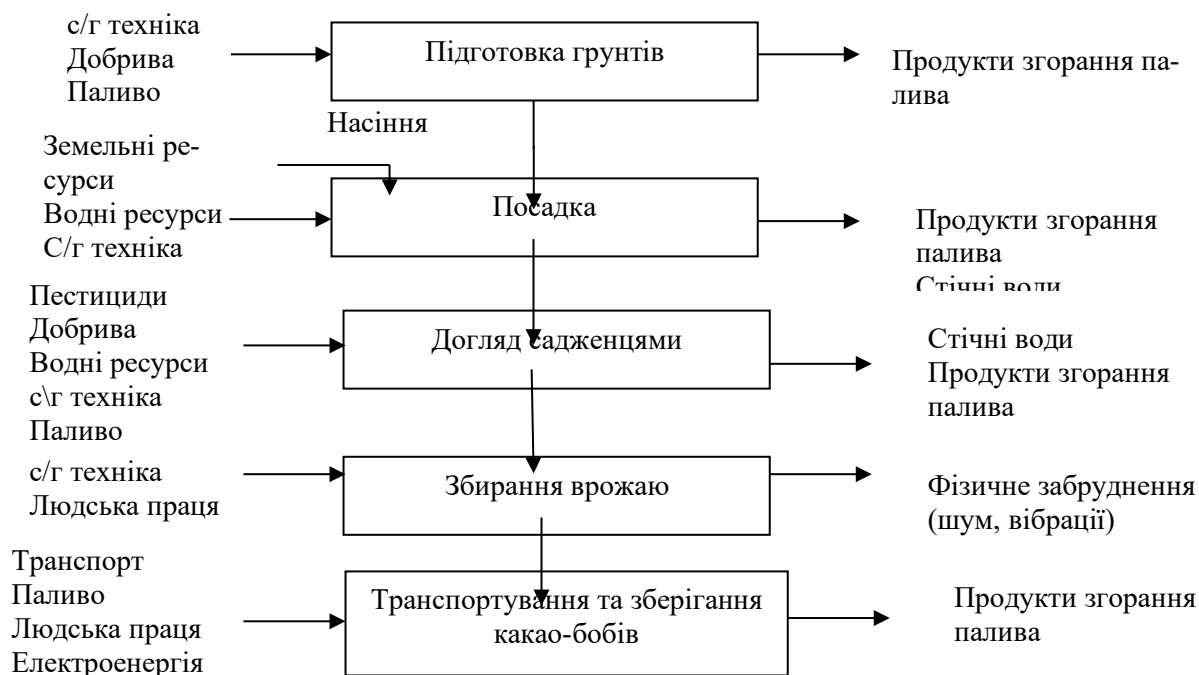 с/г техніка
Добрива
Паливо
Підготовка грунтів
Продукти згорання па-
лива
Насіння
Земельні ре-
сурси
Водні ресурси
С/г техніка
Посадка
Продукти згорання
палива
Стічні води
Пестициди
Добрива
Водні ресурси
с\г техніка
Паливо
Догляд садженцями
Стічні води
Продукти згорання
палива
с/г техніка
Людська праця
Збирання врожаю
Фізичне забруднення
(шум, вібрації)
Транспорт
Паливо
Людська праця
Електроенергія
Транспортування та зберігання
какао-бобів
Продукти згорання
палива